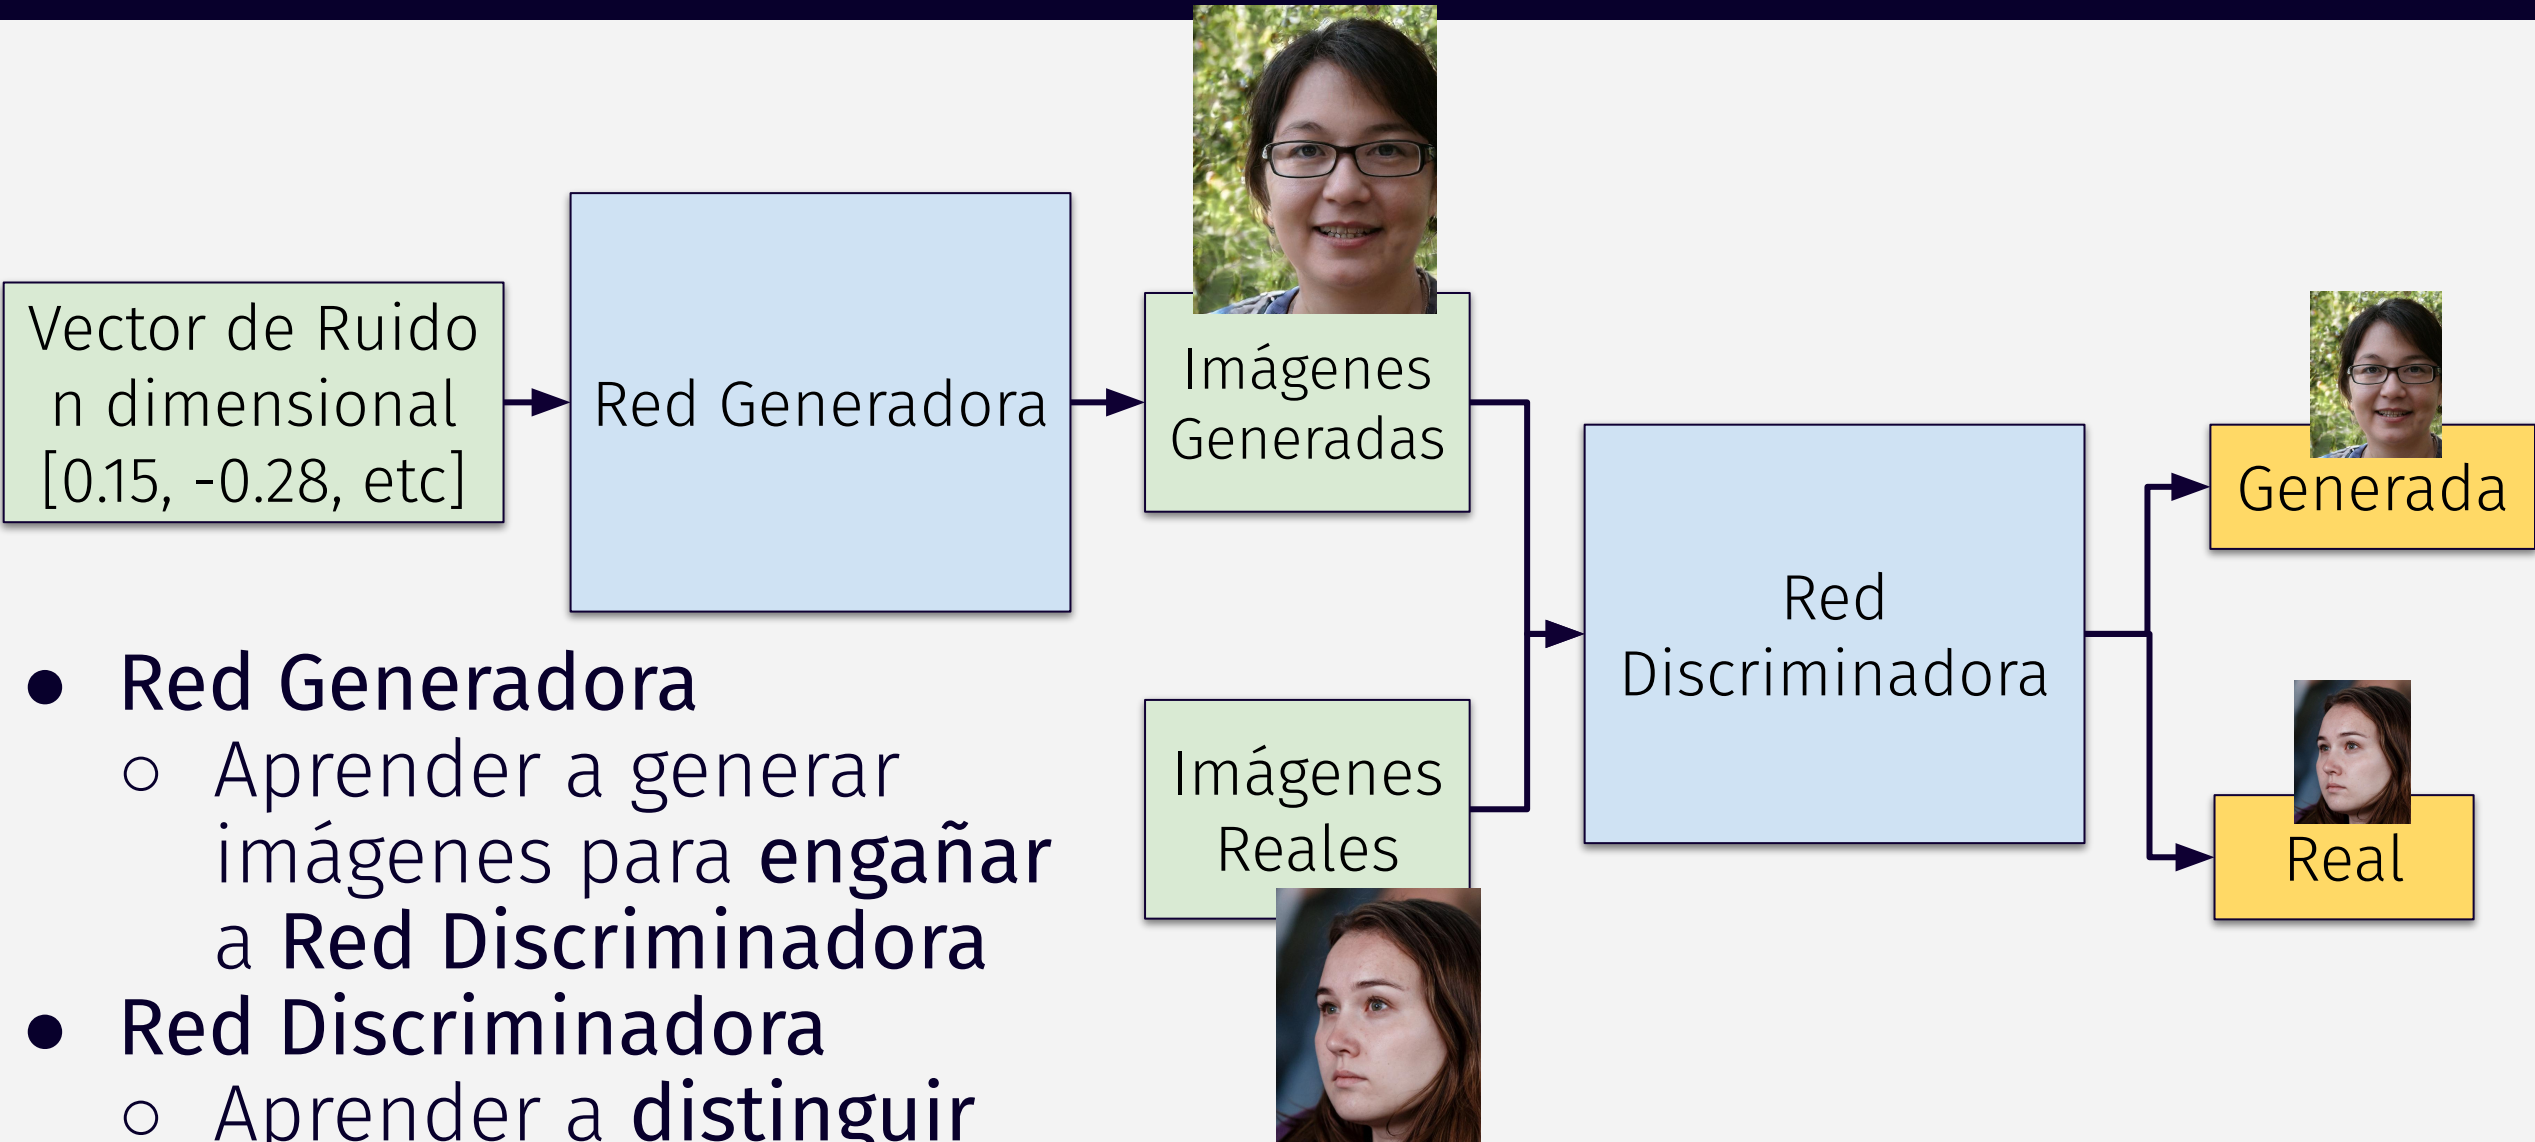 Vector de Ruido
n dimensional
[0.15, -0.28, etc]
Red Generadora
Imágenes
Generadas
Imágenes
Reales
Red
Discriminadora
Generada
Real
● Red Generadora
○ Aprender a generar
imágenes para engañar
a Red Discriminadora
● Red Discriminadora
○ Aprender a distinguir